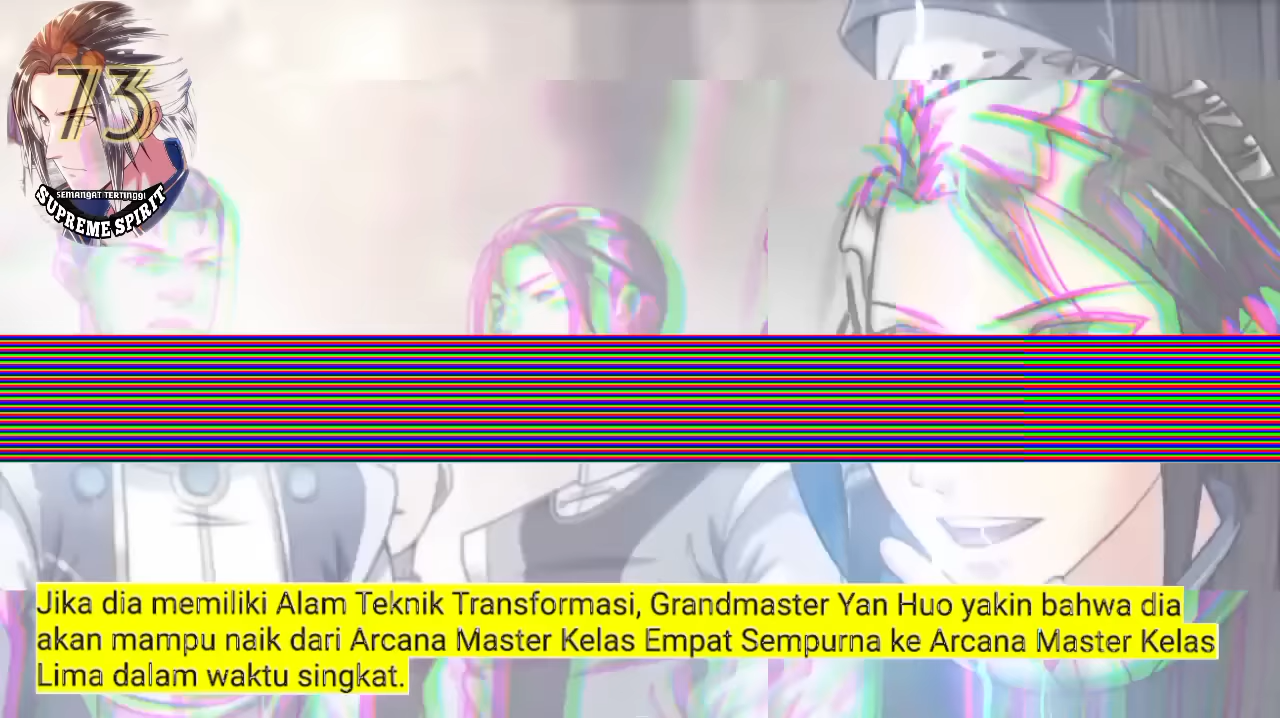 73
SEMANGAT TERTINGGI
SUPREME SPIRIT
Jika dia memiliki Alam Teknik Transformasi, Grandmaster Yan Huo yakin bahwa dia
akan mampu naik dari Arcana Master Kelas Empat Sempurna ke Arcana Master Kelas
Lima dalam waktu singkat.